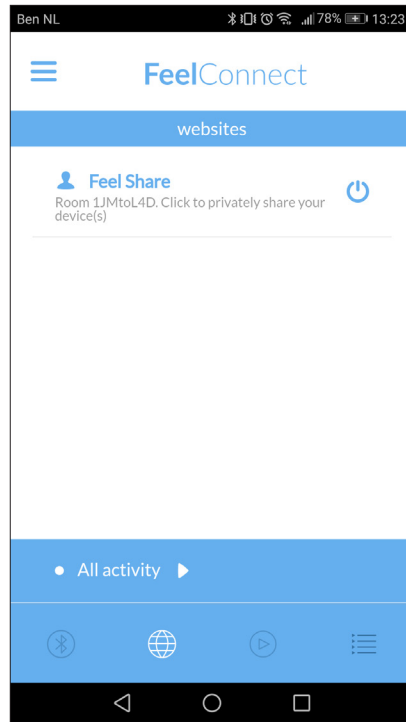 Ben NL 78% 13:23
FeelConnect
websites
Feel Share
Room 1JMtoL4D. Click to privately share your
device(s)
All activity